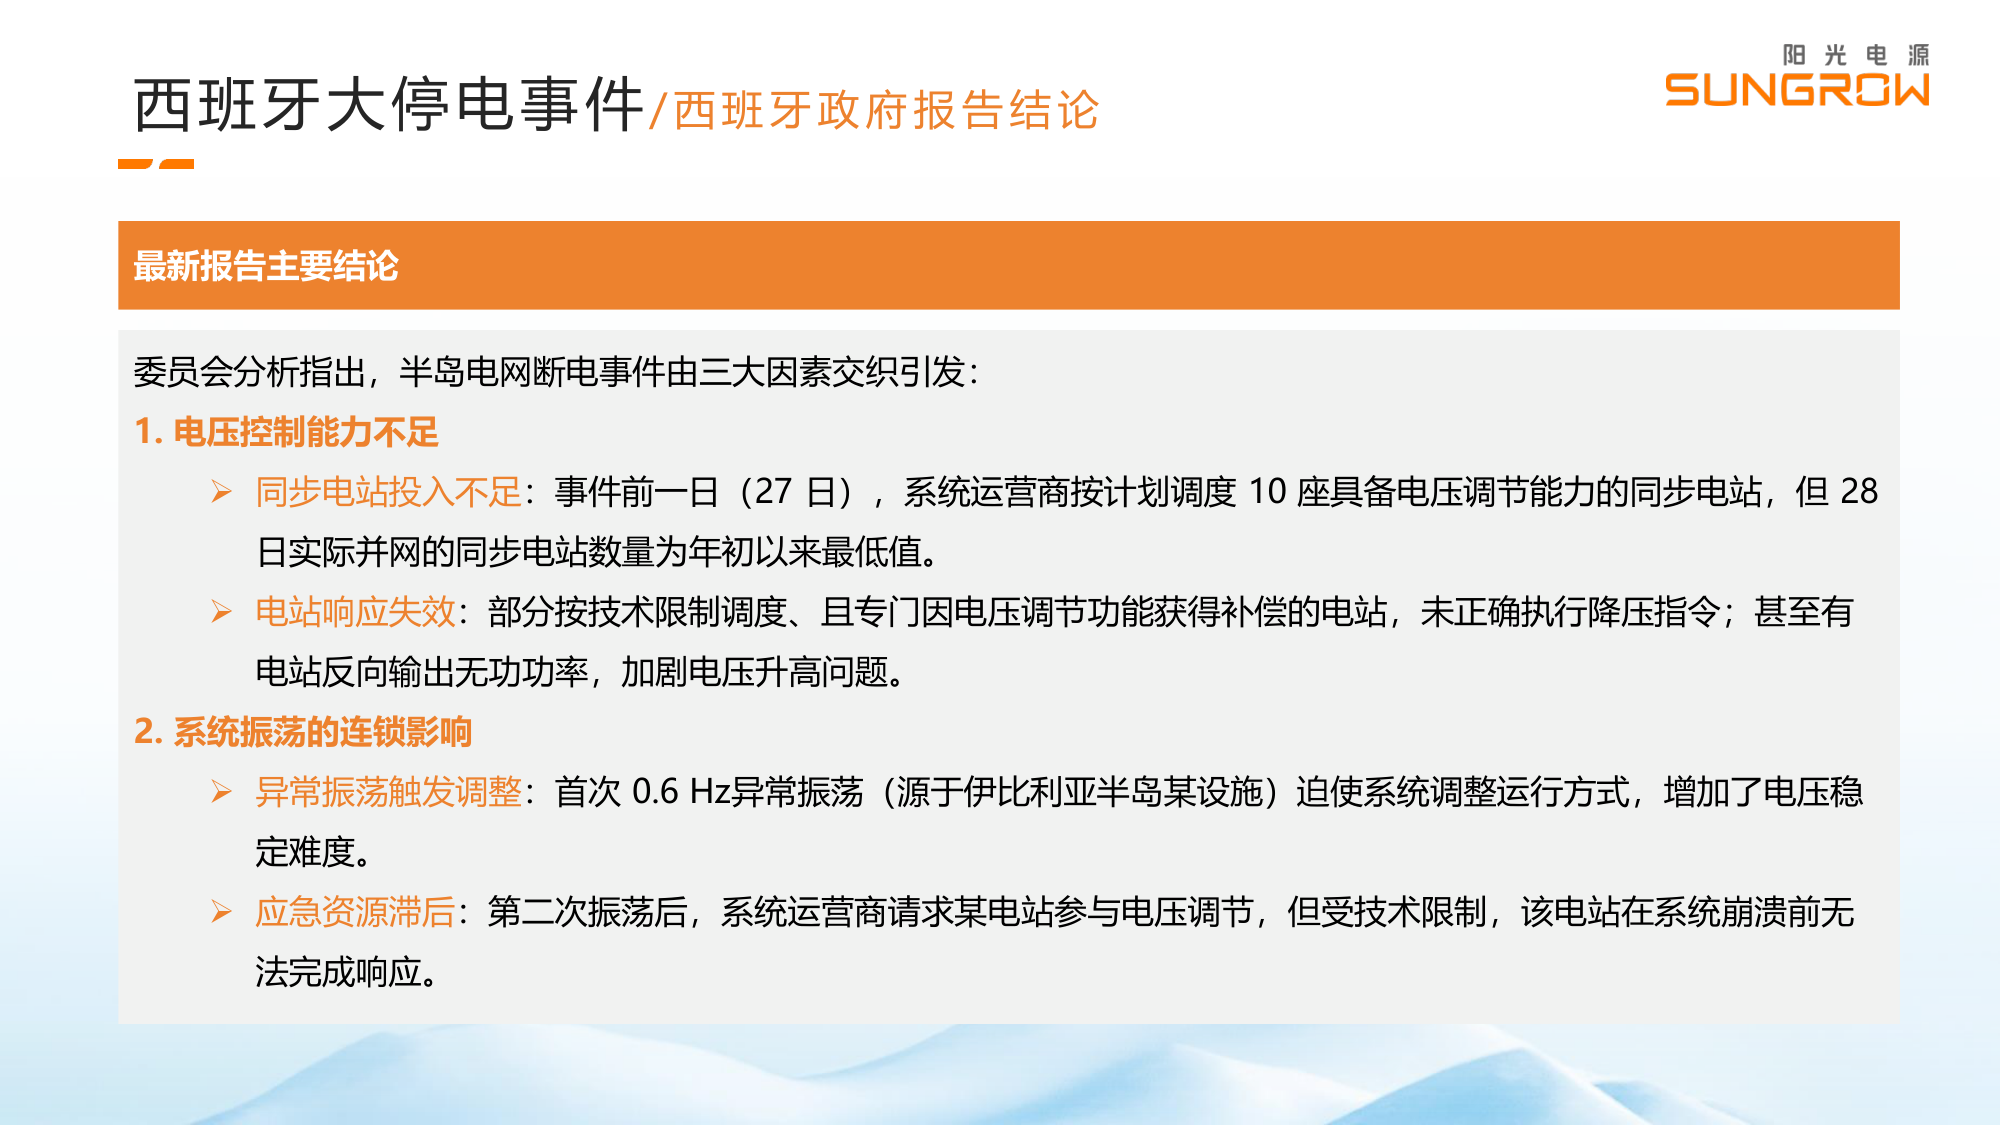 阳光电源
SUNGROW
西班牙大停电事件/西班牙政府报告结论
最新报告主要结论
委员会分析指出，半岛电网断电事件由三大因素交织引发：
1. 电压控制能力不足
➢ 同步电站投入不足：事件前一日（27 日），系统运营商按计划调度 10 座具备电压调节能力的同步电站，但 28
日实际并网的同步电站数量为年初以来最低值。
➢ 电站响应失效：部分按技术限制调度、且专门因电压调节功能获得补偿的电站，未正确执行降压指令；甚至有
电站反向输出无功功率，加剧电压升高问题。
2. 系统振荡的连锁影响
➢ 异常振荡触发调整：首次 0.6 Hz异常振荡（源于伊比利亚半岛某设施）迫使系统调整运行方式，增加了电压稳
定难度。
➢ 应急资源滞后：第二次振荡后，系统运营商请求某电站参与电压调节，但受技术限制，该电站在系统崩溃前无
法完成响应。